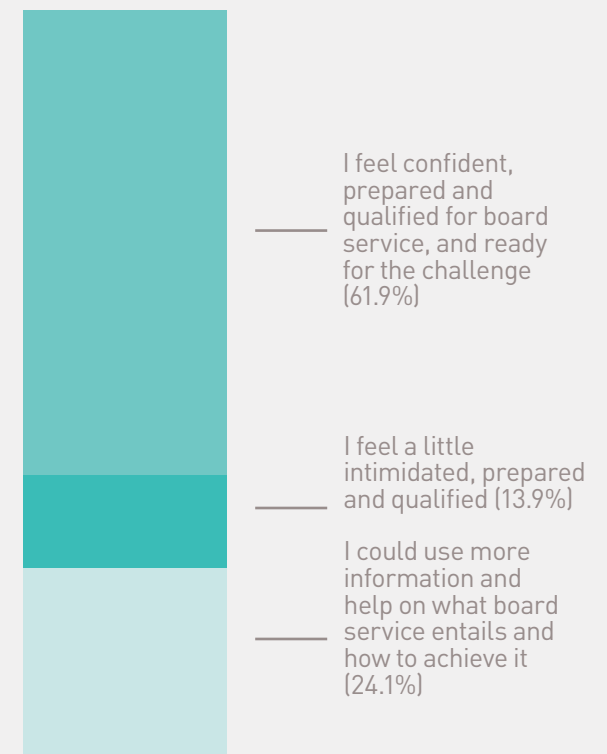 I feel confident,
prepared and
qualified for board
service, and ready
for the challenge
(61.9%)
I feel a little
intimidated, prepared
and qualified (13.9%)
I could use more
information and
help on what board
service entails and
how to achieve it
(24.1%)